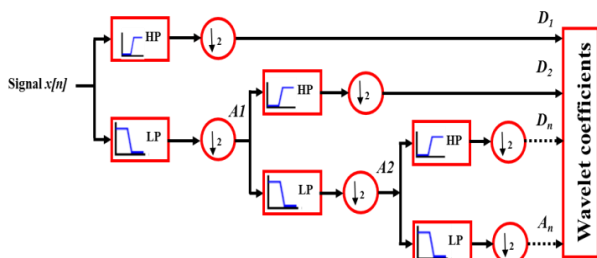 D1
HP
↓2
D2
Signal x[n]
A1
HP
↓2
Dn
LP
↓2
A2
HP
↓2
LP
↓2
An
LP
↓2
Wavelet coefficients